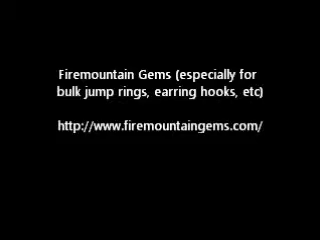 Firemountain Gems (especially for
bulk jump rings, earring hooks, etc)
http://www.firemountaingems.com/